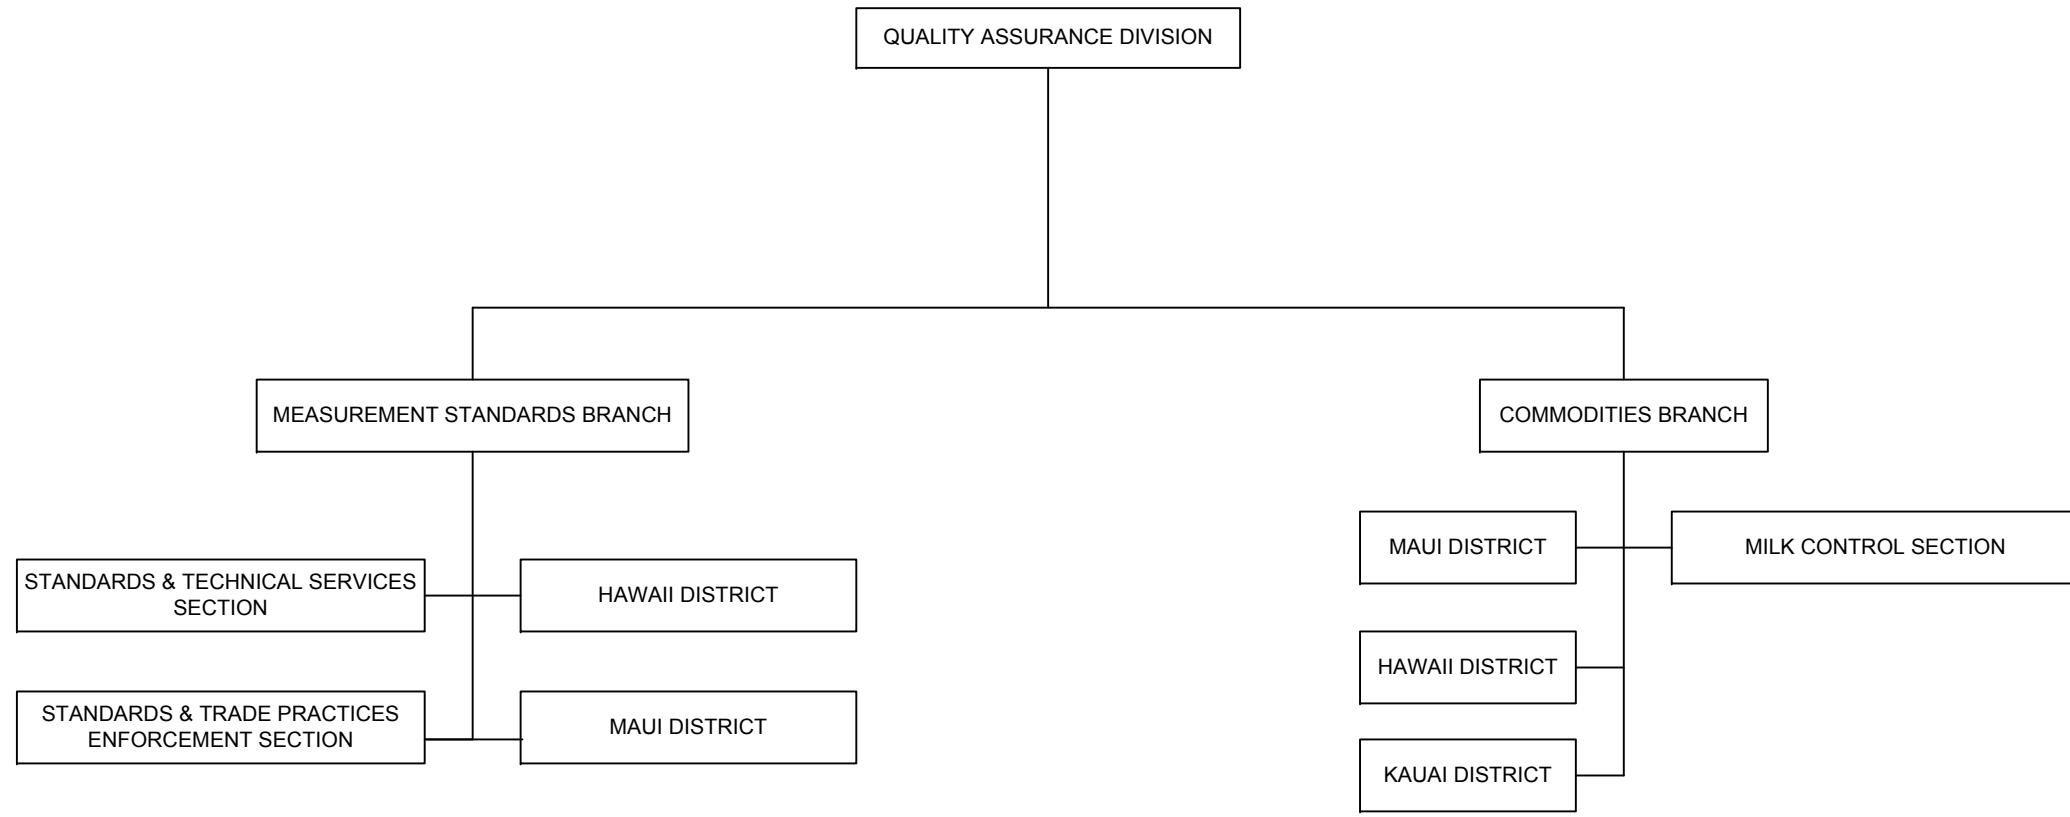 QUALITY ASSURANCE DIVISION
MEASUREMENT STANDARDS BRANCH
STANDARDS & TECHNICAL SERVICES
SECTION
HAWAII DISTRICT
STANDARDS & TRADE PRACTICES
ENFORCEMENT SECTION
MAUI DISTRICT
COMMODITIES BRANCH
MAUI DISTRICT
MILK CONTROL SECTION
HAWAII DISTRICT
KAUAI DISTRICT